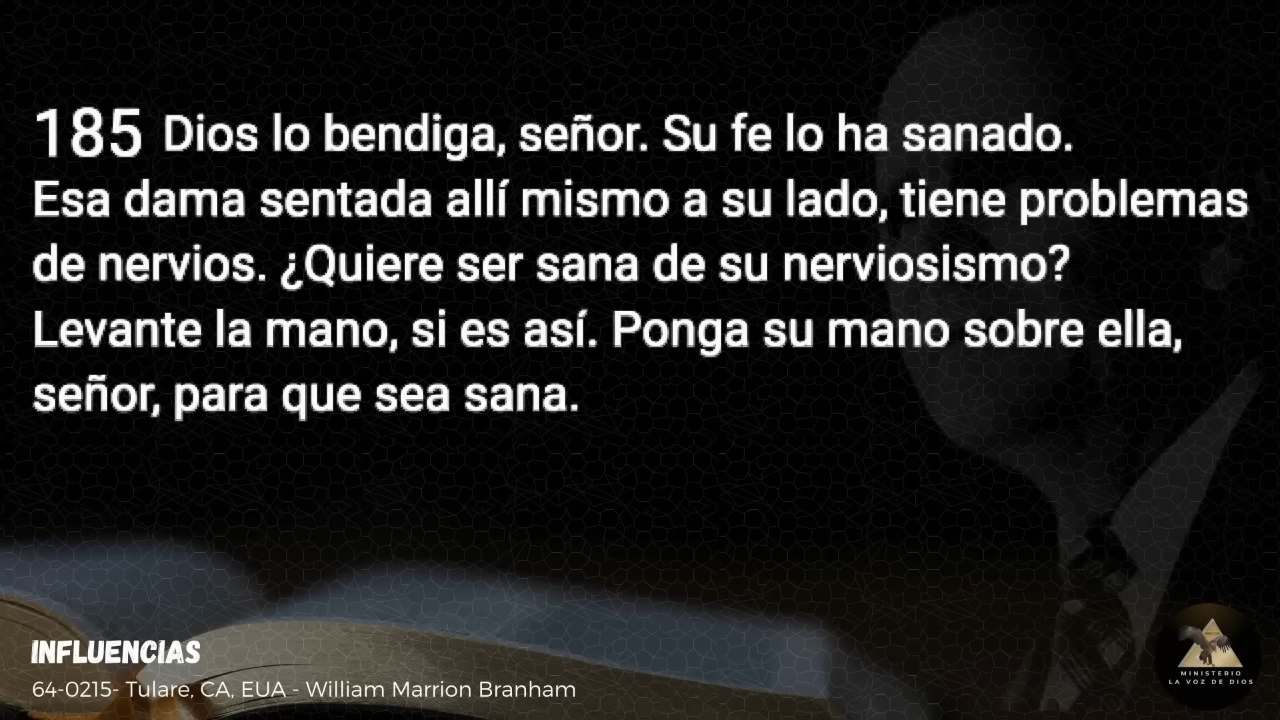 185 Dios lo bendiga, señor. Su fe lo ha sanado.
Esa dama sentada allí mismo a su lado, tiene problemas
de nervios. ¿Quiere ser sana de su nerviosismo?
Levante la mano, si es así. Ponga su mano sobre ella,
señor, para que sea sana.
INFLUENCIAS
64-0215- Tulare, CA, EUA - William Marrion Branham
MINISTERIO
LA VOZ DE DIOS